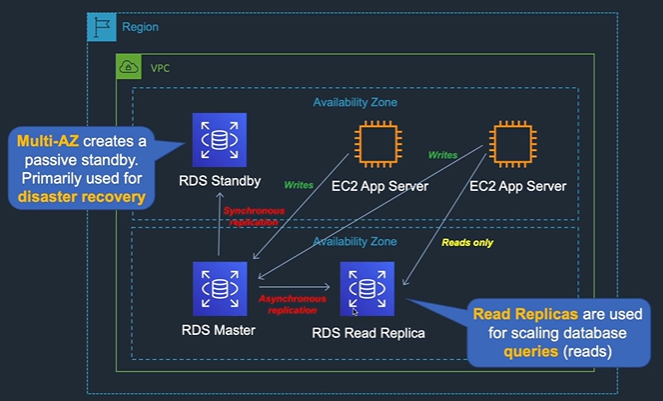 Region
VPC
Availability Zone
Multi-AZ creates a
passive standby.
Primarily used for
disaster recovery
RDS Standby
EC2 App Server
EC2 App Server
Writes
Writes
Synchronous
replication
Availability Zone
Reads only
Asynchronous
replication
RDS Master
RDS Read Replica
Read Replicas are used
for scaling database
queries (reads)